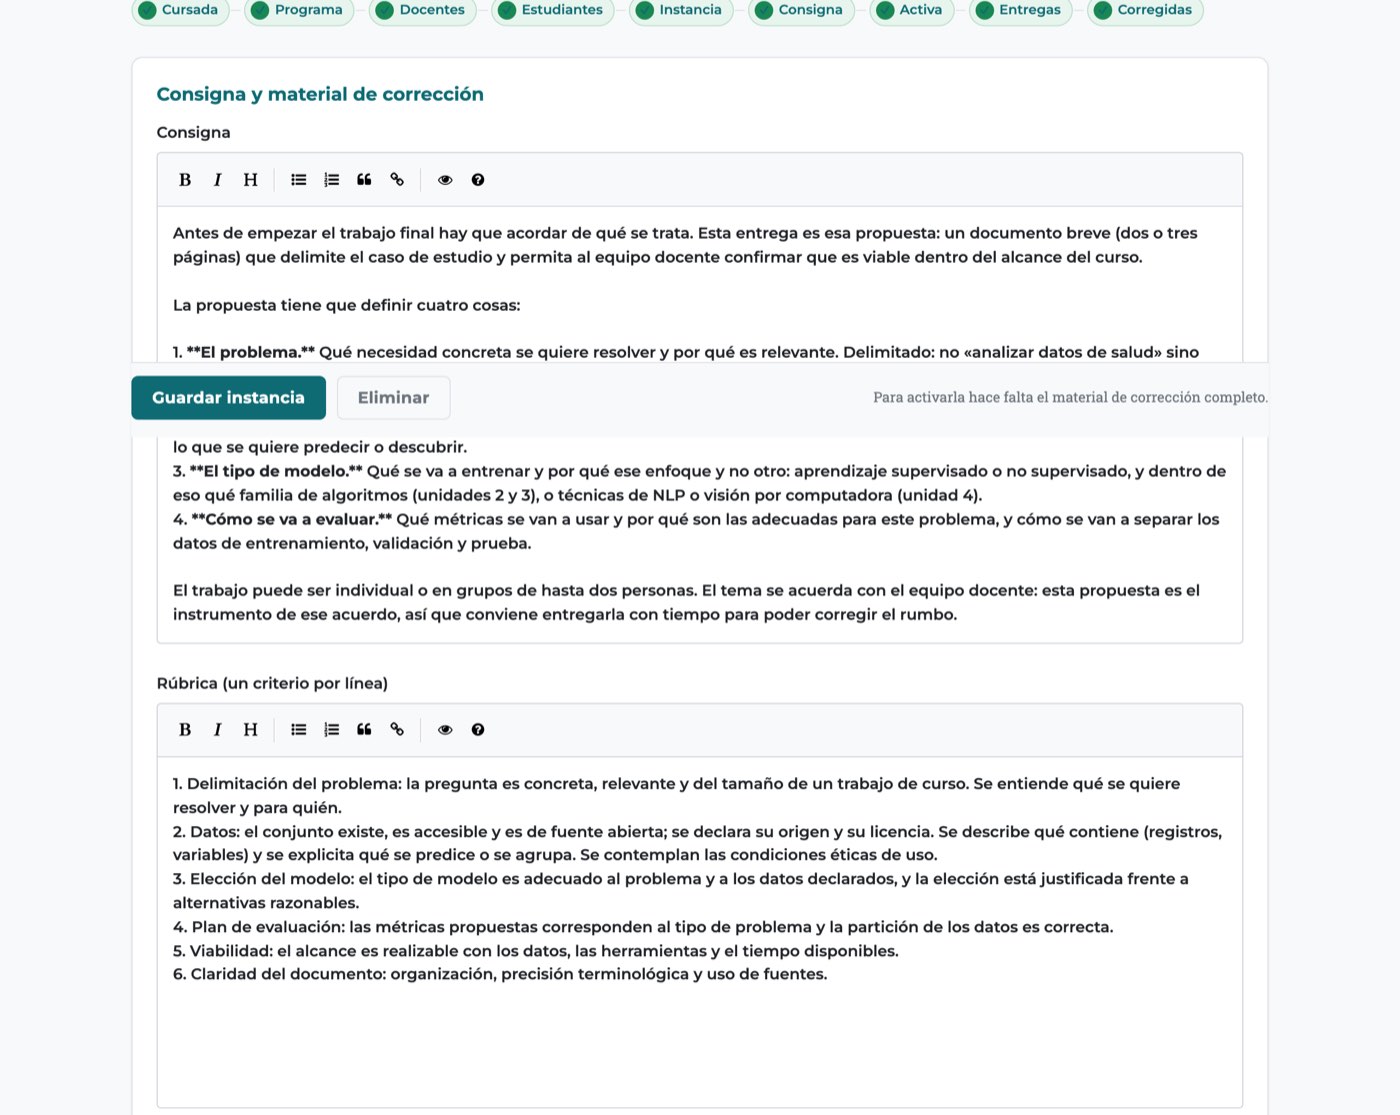 Cursada
Programa
Docentes
Estudiantes
Instancia
Consigna
Activa
Entregas
Corregidas
Consigna y material de corrección
Consigna
B I H
Antes de empezar el trabajo final hay que acordar de qué se trata. Esta entrega es esa propuesta: un documento breve (dos o tres
páginas) que delimite el caso de estudio y permita al equipo docente confirmar que es viable dentro del alcance del curso.
La propuesta tiene que definir cuatro cosas:
1. **El problema.** Qué necesidad concreta se quiere resolver y por qué es relevante. Delimitado: no «analizar datos de salud» sino
Guardar instancia
Eliminar
Para activarla hace falta el material de corrección completo.
lo que se quiere predecir o descubrir.
3. **El tipo de modelo.** Qué se va a entrenar y por qué ese enfoque y no otro: aprendizaje supervisado o no supervisado, y dentro de
eso qué familia de algoritmos (unidades 2 y 3), o técnicas de NLP o visión por computadora (unidad 4).
4. **Cómo se va a evaluar.** Qué métricas se van a usar y por qué son las adecuadas para este problema, y cómo se van a separar los
datos de entrenamiento, validación y prueba.
El trabajo puede ser individual o en grupos de hasta dos personas. El tema se acuerda con el equipo docente: esta propuesta es el
instrumento de ese acuerdo, así que conviene entregarla con tiempo para poder corregir el rumbo.
Rúbrica (un criterio por línea)
B I H
1. Delimitación del problema: la pregunta es concreta, relevante y del tamaño de un trabajo de curso. Se entiende qué se quiere
resolver y para quién.
2. Datos: el conjunto existe, es accesible y es de fuente abierta; se declara su origen y su licencia. Se describe qué contiene (registros,
variables) y se explicita qué se predice o se agrupa. Se contemplan las condiciones éticas de uso.
3. Elección del modelo: el tipo de modelo es adecuado al problema y a los datos declarados, y la elección está justificada frente a
alternativas razonables.
4. Plan de evaluación: las métricas propuestas corresponden al tipo de problema y la partición de los datos es correcta.
5. Viabilidad: el alcance es realizable con los datos, las herramientas y el tiempo disponibles.
6. Claridad del documento: organización, precisión terminológica y uso de fuentes.